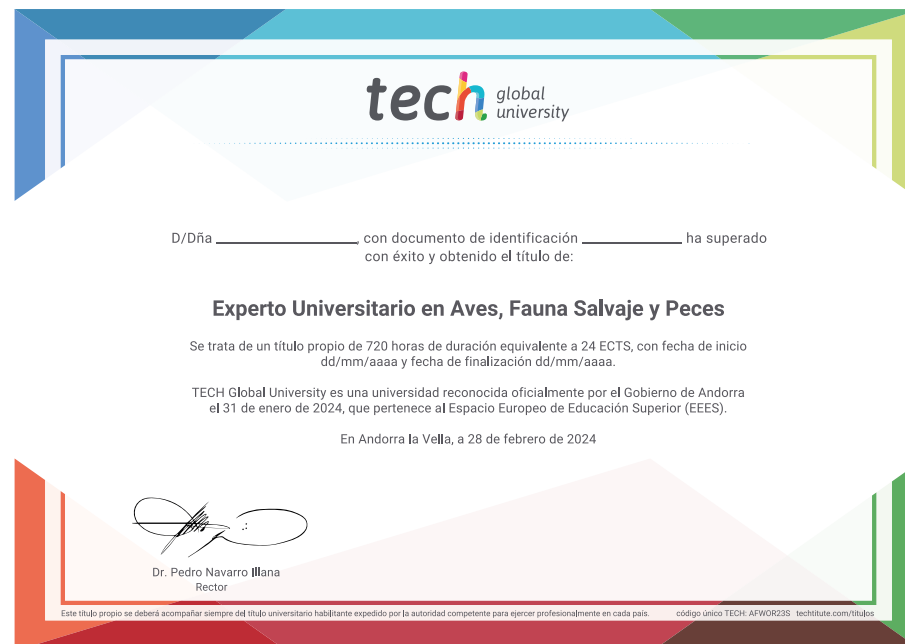 tech global university
D/Dña ____________________, con documento de identificación ______________ ha superado
con éxito y obtenido el título de:
Experto Universitario en Aves, Fauna Salvaje y Peces
Se trata de un título propio de 720 horas de duración equivalente a 24 ECTS, con fecha de inicio
dd/mm/aaaa y fecha de finalización dd/mm/aaaa.
TECH Global University es una universidad reconocida oficialmente por el Gobierno de Andorra
el 31 de enero de 2024, que pertenece al Espacio Europeo de Educación Superior (EEES).
En Andorra la Vella, a 28 de febrero de 2024
Dr. Pedro Navarro Illana
Rector
Este título propio se deberá acompañar siempre del título universitario habilitante expedido por la autoridad competente para ejercer profesionalmente en cada país. código único TECH: AFWOR23S techtitute.com/titulos